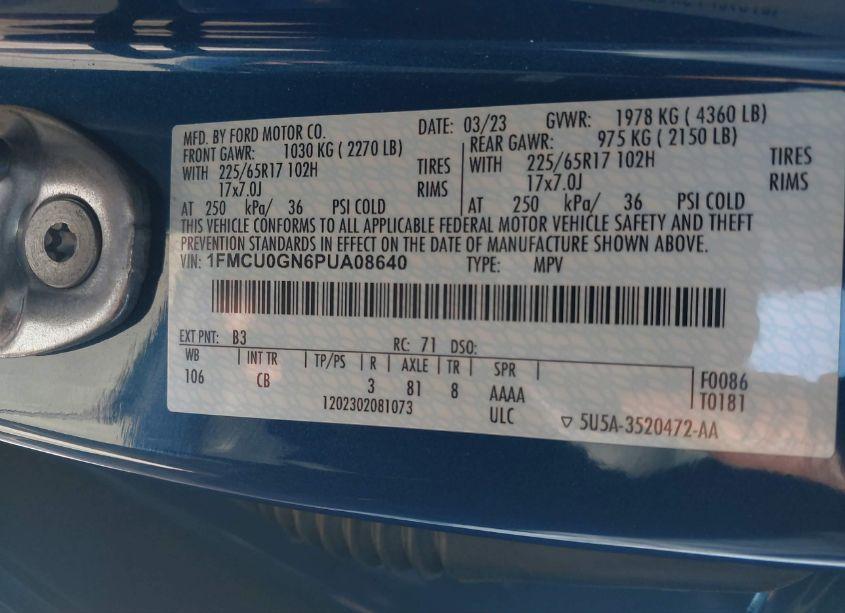 MFD. BY FORD MOTOR CO. DATE: 03/23 GVWR: 1978 KG ( 4360 LB)
FRONT GAWR: 1030 KG ( 2270 LB) REAR GAWR: 975 KG ( 2150 LB)
WITH 225/65R17 102H TIRES WITH 225/65R17 102H TIRES
17x7.0J RIMS 17x7.0J RIMS
AT 250 kPa/ 36 PSI COLD AT 250 kPa/ 36 PSI COLD
THIS VEHICLE CONFORMS TO ALL APPLICABLE FEDERAL MOTOR VEHICLE SAFETY AND THEFT
PREVENTION STANDARDS IN EFFECT ON THE DATE OF MANUFACTURE SHOWN ABOVE.
VIN: 1FMCU0GN6PUA08640 TYPE: MPV
EXT PNT: B3 RC: 71 DSO:
WB INT TR TP/PS R AXLE TR SPR F0086
106 CB 3 81 8 AAAA T0181
1202302081073 ULC ▽ 5U5A-3520472-AA